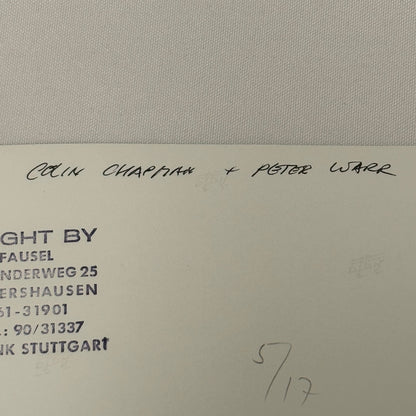 COLIN CHAPMAN + PETER WARR
GHT BY
FAUSEL
NDERWEG 25
ERSHAUSEN
61-31901
.: 90/31337
NK STUTTGART
5/17